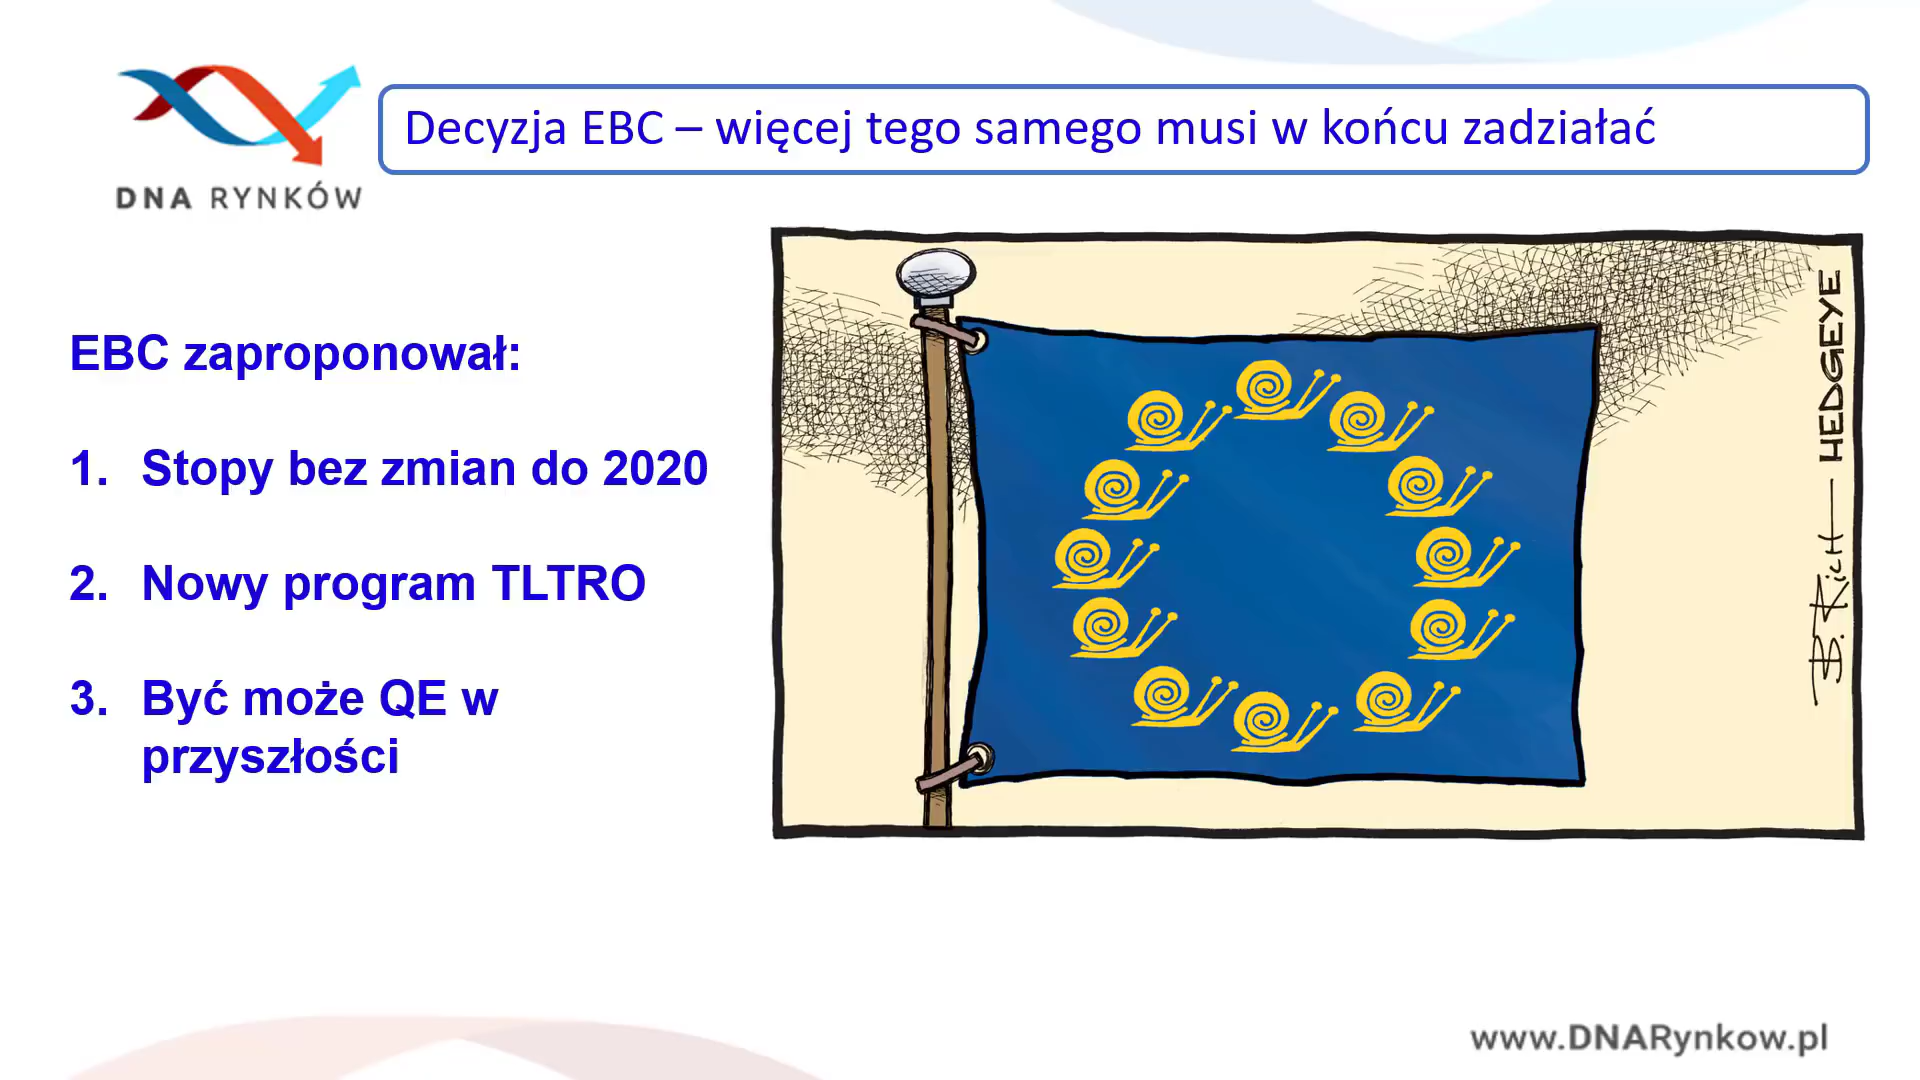 DNA RYNKÓW
Decyzja EBC – więcej tego samego musi w końcu zadziałać
EBC zaproponował:
1. Stopy bez zmian do 2020
2. Nowy program TLTRO
3. Być może QE w
przyszłości
B. Rich — HEDGEYE
www.DNARynkow.pl